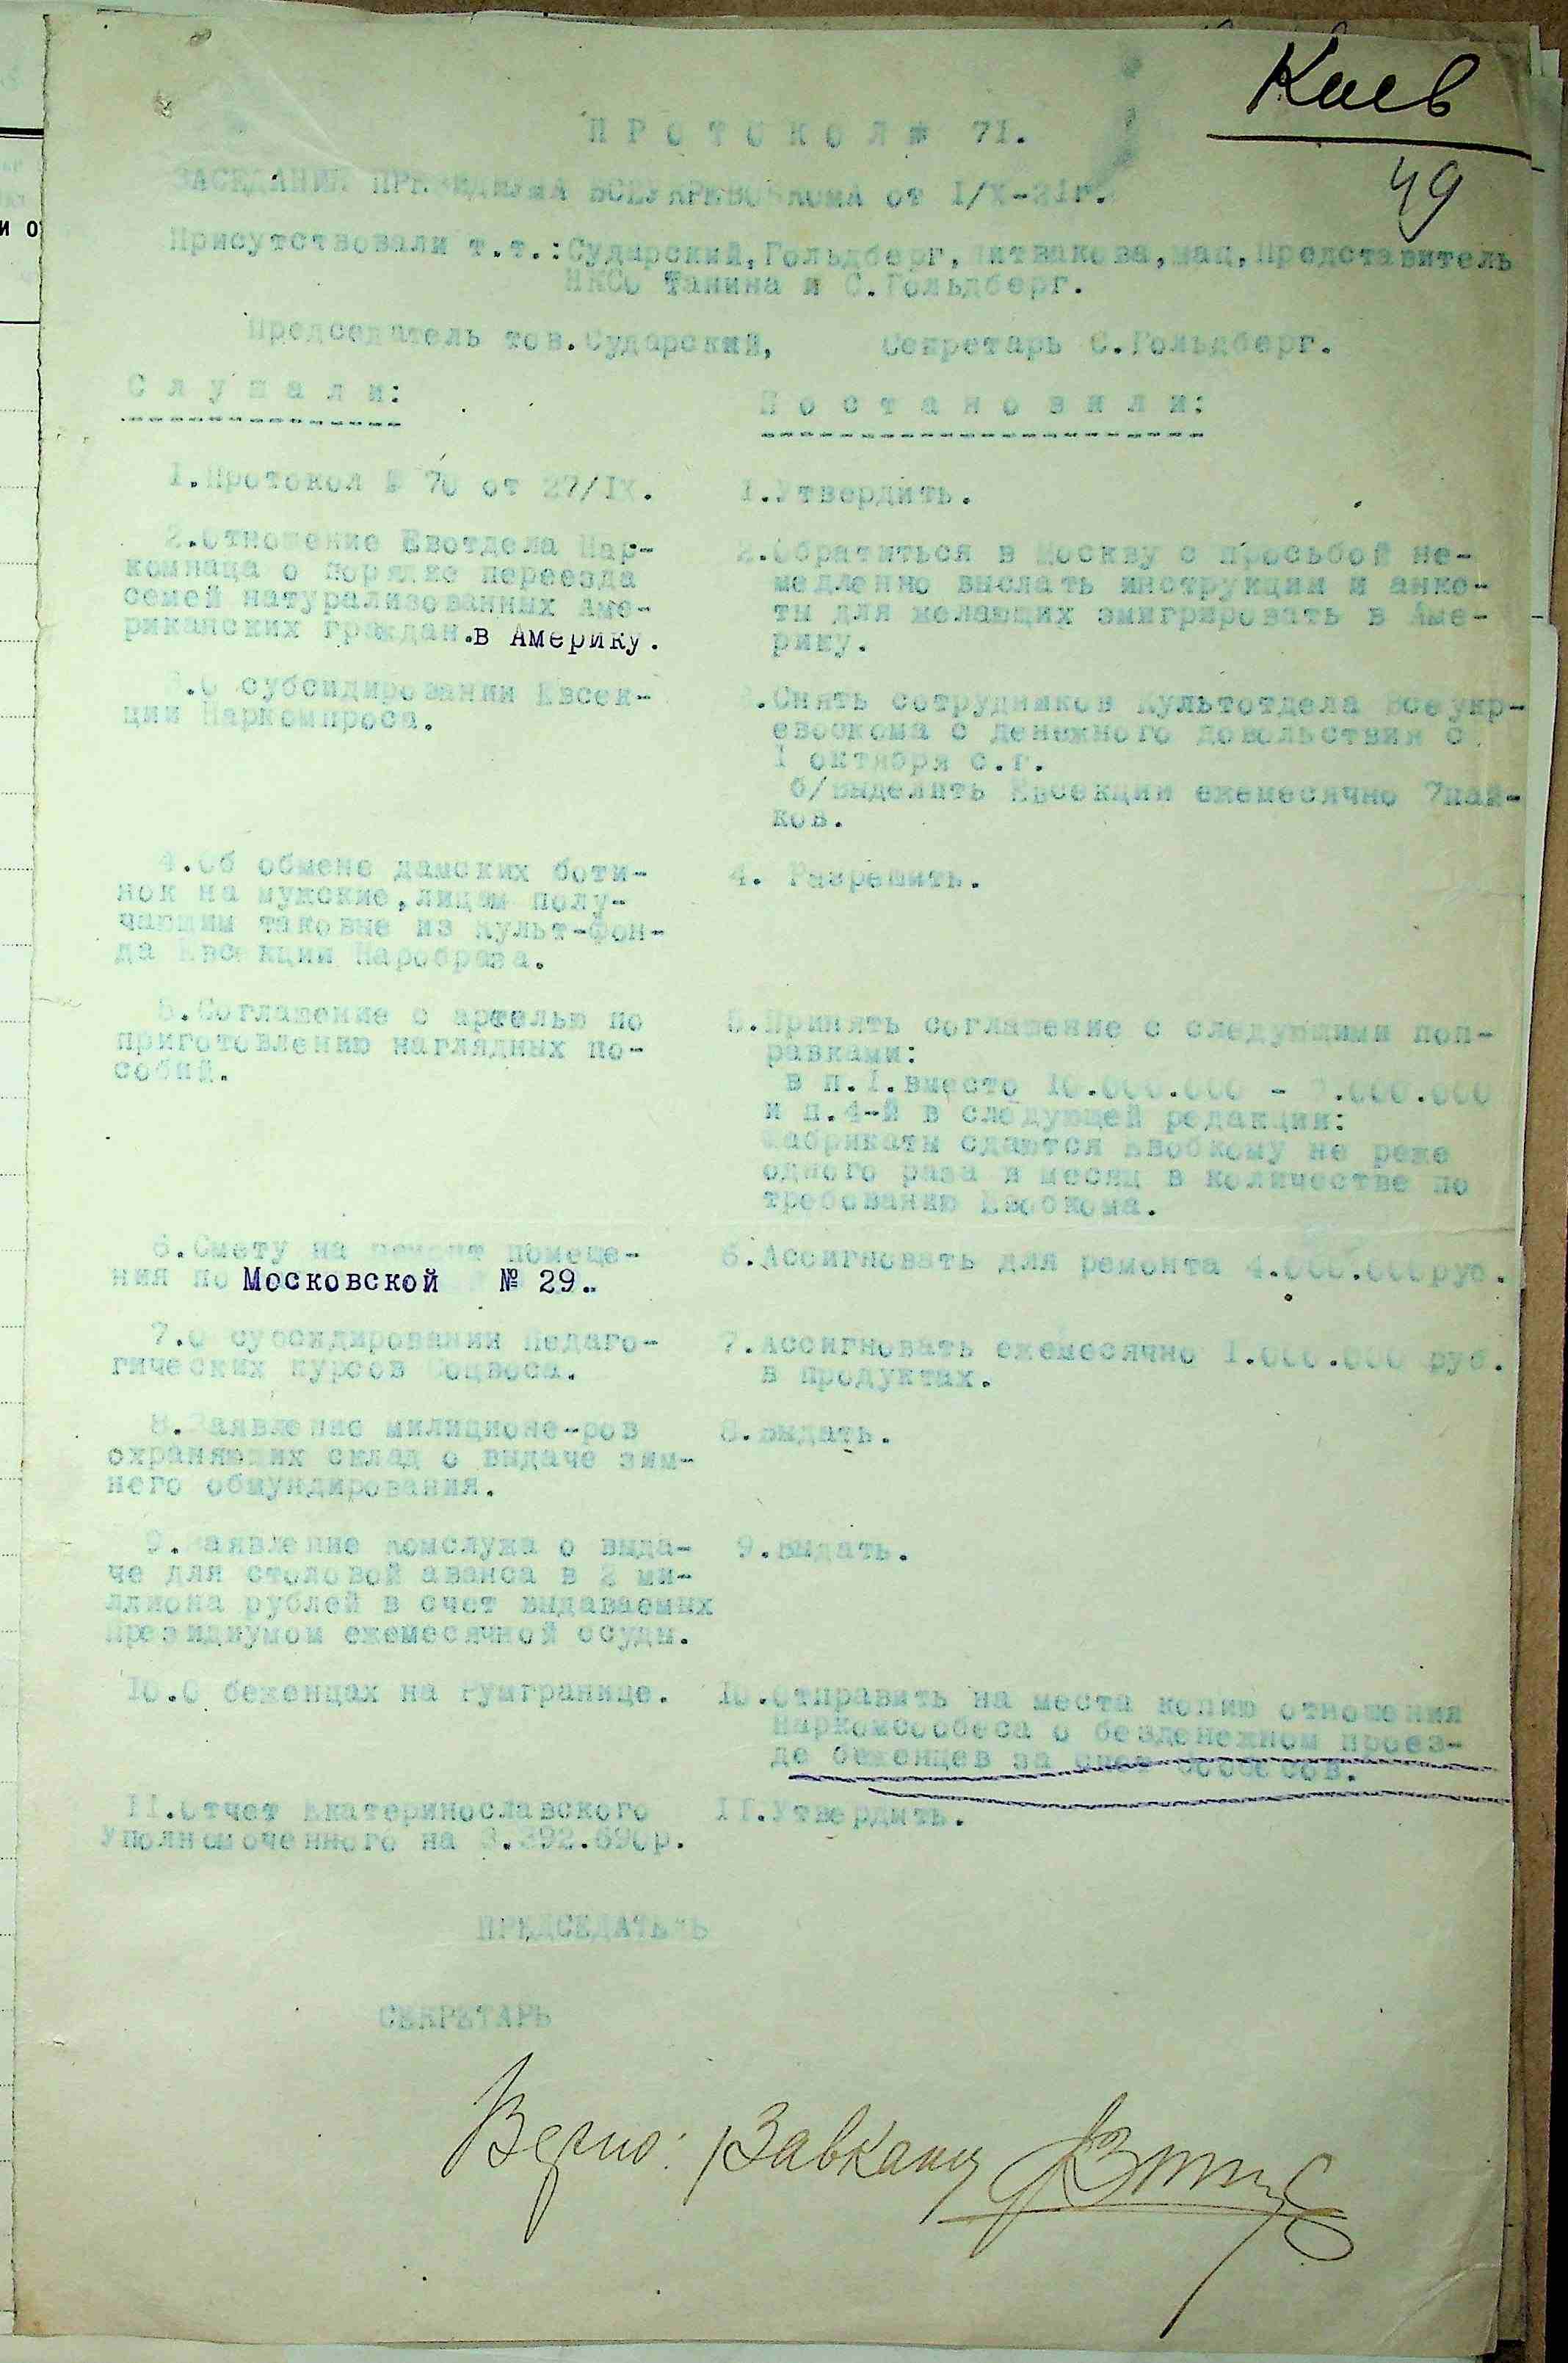 Киев
49
П Р О Т О К О Л № 71.
ЗАСЕДАНИЯ ПРЕЗИДИУМА ВСЕУКРЕВОБКОМА от I/X-21г.
Присутствовали т.т.: Сударский, Гольдберг, Литвакова, Мац, Представитель
НКСО Танина и С.Гольдберг.
Председатель тов.Сударский, Секретарь С.Гольдберг.
С л у ш а л и:
П о с т а н о в и л и:
1.Протокол № 70 от 27/IX.
1.Утвердить.
2.Отношение Евотдела Нар-
комнаца о порядке переезда
семей натурализованных Аме-
риканских граждан.в Америку.
2.Обратиться в Москву с просьбой не-
медленно выслать инструкции и анке-
ты для желающих эмигрировать в Аме-
рику.
3.О субсидировании Евсек-
ции Наркомпроса.
3.Снять сотрудников Культотдела Всеукр-
евобкома с денежного довольствия с
1 октября с.г.
б/выделить Евсекции ежемесячно 7пай-
ков.
4.Об обмене дамских боти-
нок на мужские,лицам полу-
чающим таковые из Культ-фон-
да Евсекции Наробраза.
4. Разрешить.
5.Соглашение с артелью по
приготовлению наглядных по-
собий.
5.Принять соглашение с следующими поп-
равками:
в п.I.вместо 10.000.000 - .000.000
и п.4-й в следующей редакции:
Фабрикаты сдаются Евобкому не реже
одного раза в месяц в количестве по
требованию Евобкома.
6.Смету на ремонт помеще-
ния по Московской № 29.
6.Ассигновать для ремонта 4.000.000руб.
7.О субсидировании Педаго-
гических курсов Соцвоса.
7.Ассигновать ежемесячно 1.000.000 руб.
в продуктах.
8.Заявление милиционе-ров
охраняющих склад о выдаче зим-
него обмундирования.
8.Выдать.
9.Заявление Комслужа о выда-
че для столовой аванса в 2 ми-
ллиона рублей в счет выдаваемых
Президиумом ежемесячной ссуды.
9.Выдать.
10.О беженцах на Румгранице.
10.Отправить на места копию отношения
Наркомсобеса о безденежном проез-
де беженцев за счет Собесов.
II.Отчет Екатеринославского
Уполномоченного на 3.392.690р.
II.Утвердить.
ПРЕДСЕДАТЕЛЬ
СЕКРЕТАРЬ
Верно: Завканц